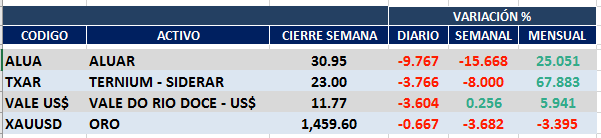 VARIACIÓN %
CODIGO ACTIVO CIERRE SEMANA DIARIO SEMANAL MENSUAL
ALUA ALUAR 30.95 -9.767 -15.668 25.051
TXAR TERNIUM - SIDERAR 23.00 -3.766 -8.000 67.883
VALE US$ VALE DO RIO DOCE - US$ 11.77 -3.604 0.256 5.941
XAUUSD ORO 1,459.60 -0.667 -3.682 -3.395